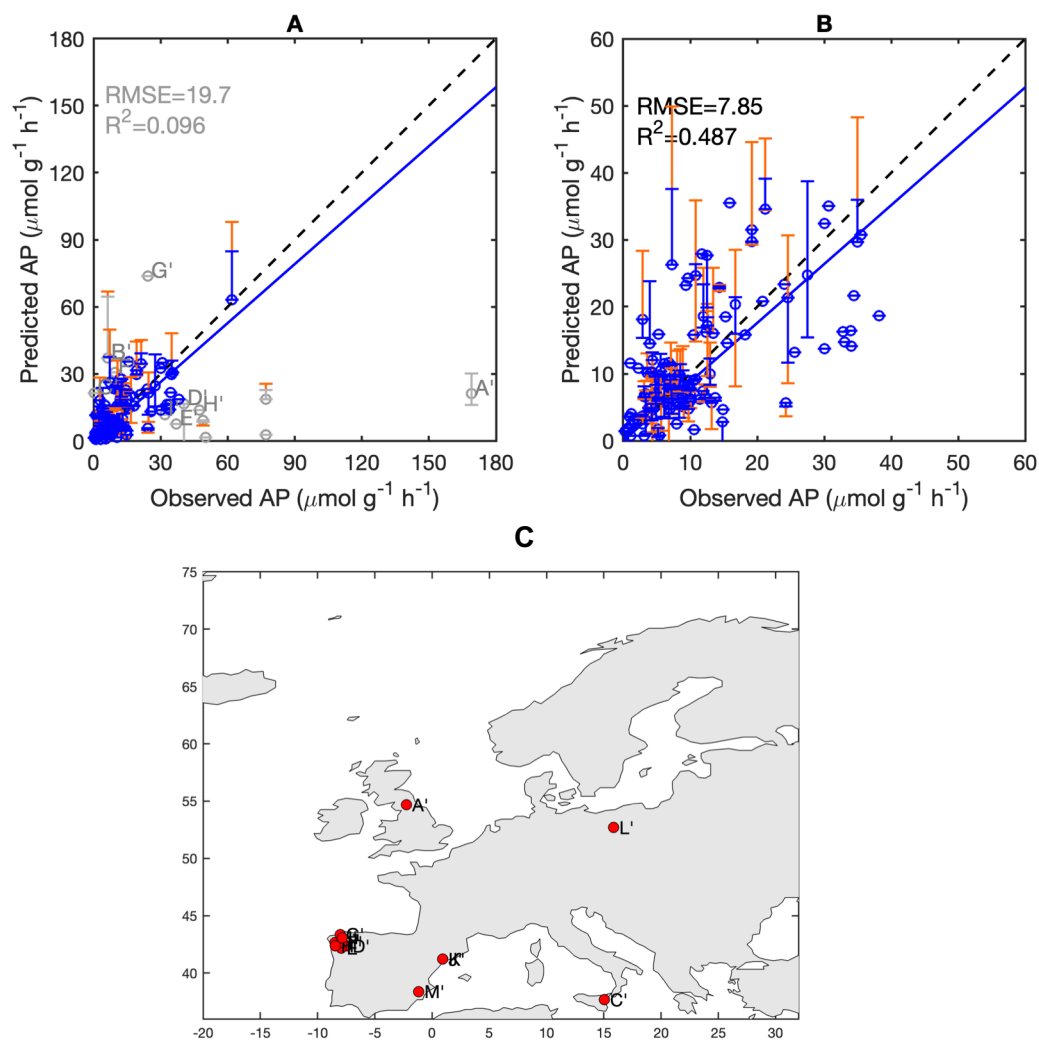 A
B
180
150
120
90
60
30
0
Predicted AP (μmol g-1 h-1)
RMSE=19.7
R2=0.096
G'
B'
D'
H'
E
A'
0
30
60
90
120
150
180
Observed AP (μmol g-1 h-1)
60
50
40
30
20
10
0
Predicted AP (μmol g-1 h-1)
RMSE=7.85
R2=0.487
0
10
20
30
40
50
60
Observed AP (μmol g-1 h-1)
C
75
70
65
60
55
50
45
40
A'
L'
G'
D'
M'
C'
-20
-15
-10
-5
0
5
10
15
20
25
30